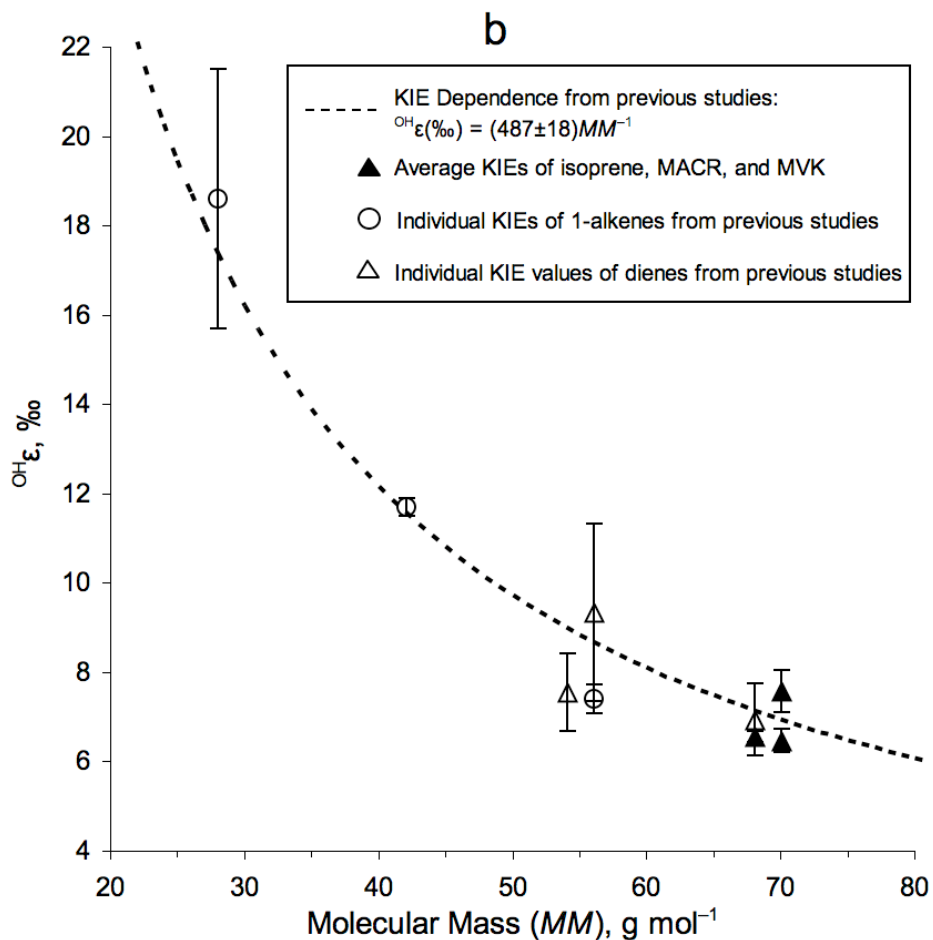 b
22
20
18
16
14
12
10
8
6
4
ᴼᴴε, ‰
KIE Dependence from previous studies:
ᴼᴴε(‰) = (487±18)MM⁻¹
Average KIEs of isoprene, MACR, and MVK
Individual KIEs of 1-alkenes from previous studies
Individual KIE values of dienes from previous studies
20 30 40 50 60 70 80
Molecular Mass (MM), g mol⁻¹